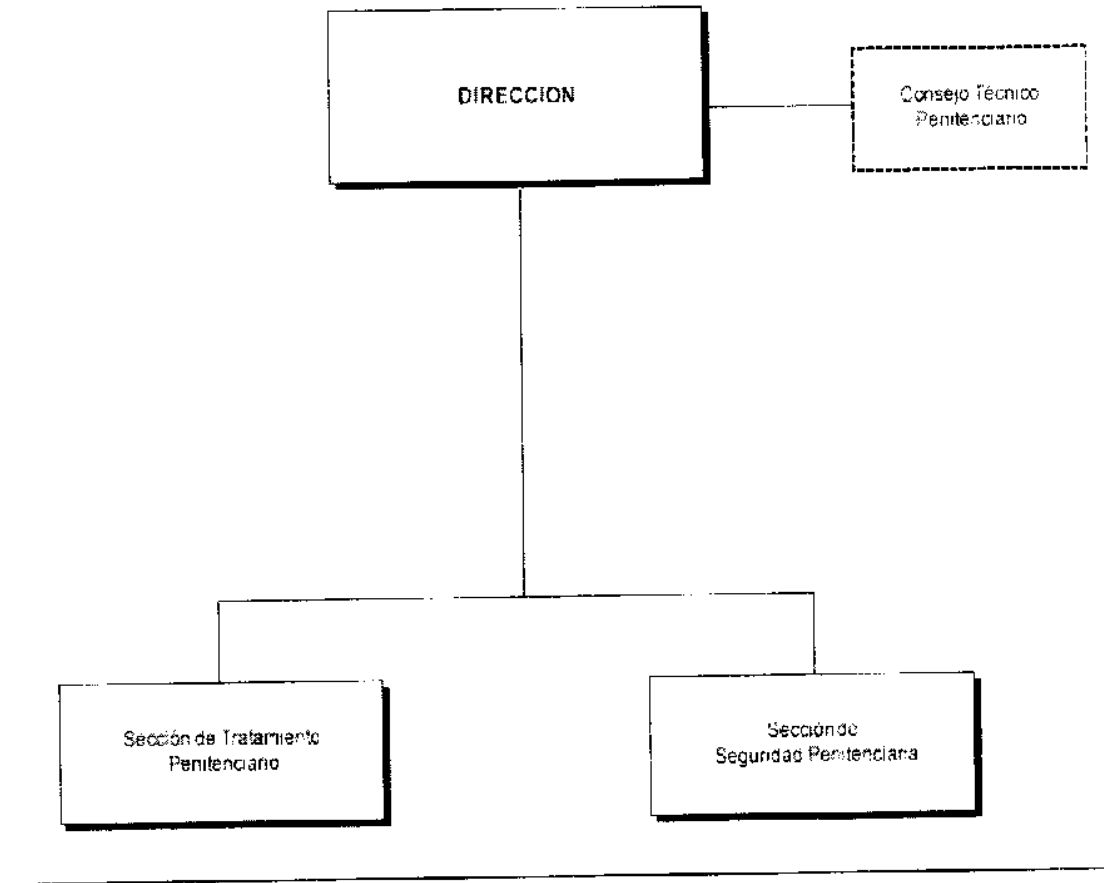 DIRECCION
Consejo Técnico
Penitenciario
Sección de Tratamiento
Penitenciario
Sección de
Seguridad Penitenciaria